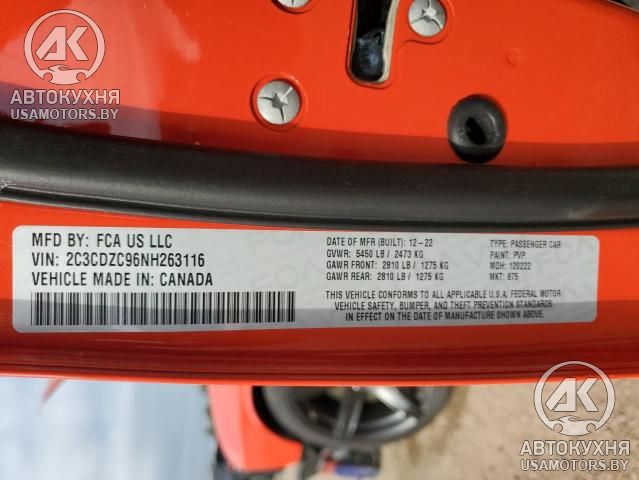 AK
АВТОКУХНЯ
USAMOTORS.BY
MFD BY: FCA US LLC
VIN: 2C3CDZC96NH263116
VEHICLE MADE IN: CANADA
DATE OF MFR (BUILT): 12-22
GVWR: 5450 LB / 2473 KG
GAWR FRONT: 2810 LB / 1275 KG
GAWR REAR: 2810 LB / 1275 KG
TYPE: PASSENGER CAR
PAINT: PVP
MDH: 120222
MKT: 875
THIS VEHICLE CONFORMS TO ALL APPLICABLE U.S.A. FEDERAL MOTOR
VEHICLE SAFETY, BUMPER, AND THEFT PREVENTION STANDARDS
IN EFFECT ON THE DATE OF MANUFACTURE SHOWN ABOVE.
AK
АВТОКУХНЯ
USAMOTORS.BY